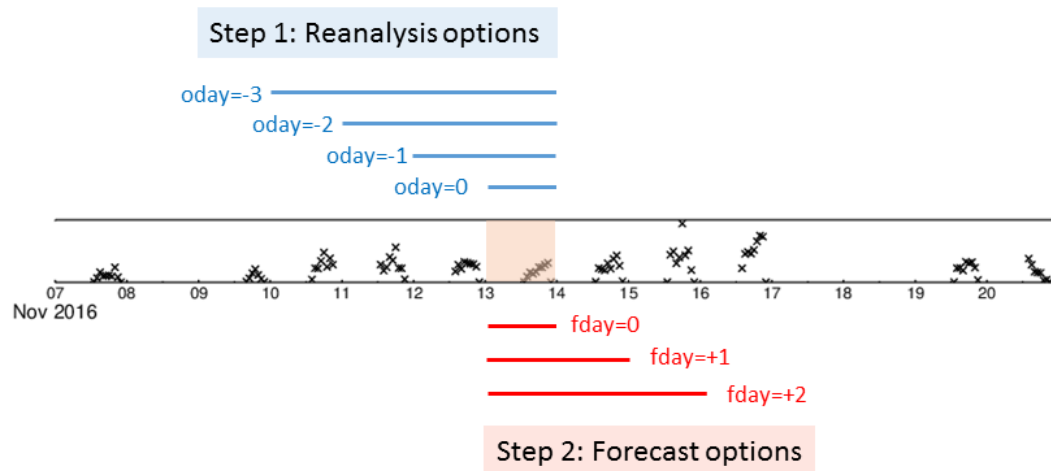 Step 1: Reanalysis options
oday=-3
oday=-2
oday=-1
oday=0
07 08 09 10 11 12 13 14 15 16 17 18 19 20
Nov 2016
fday=0
fday=+1
fday=+2
Step 2: Forecast options